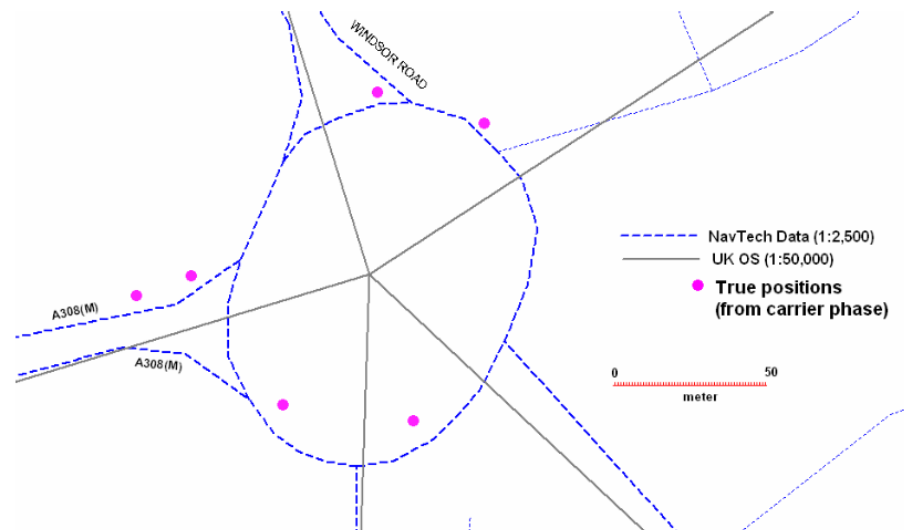 WINDSOR ROAD
NavTech Data (1:2,500)
UK OS (1:50,000)
True positions
(from carrier phase)
A308(M)
A308(M)
0 50
meter